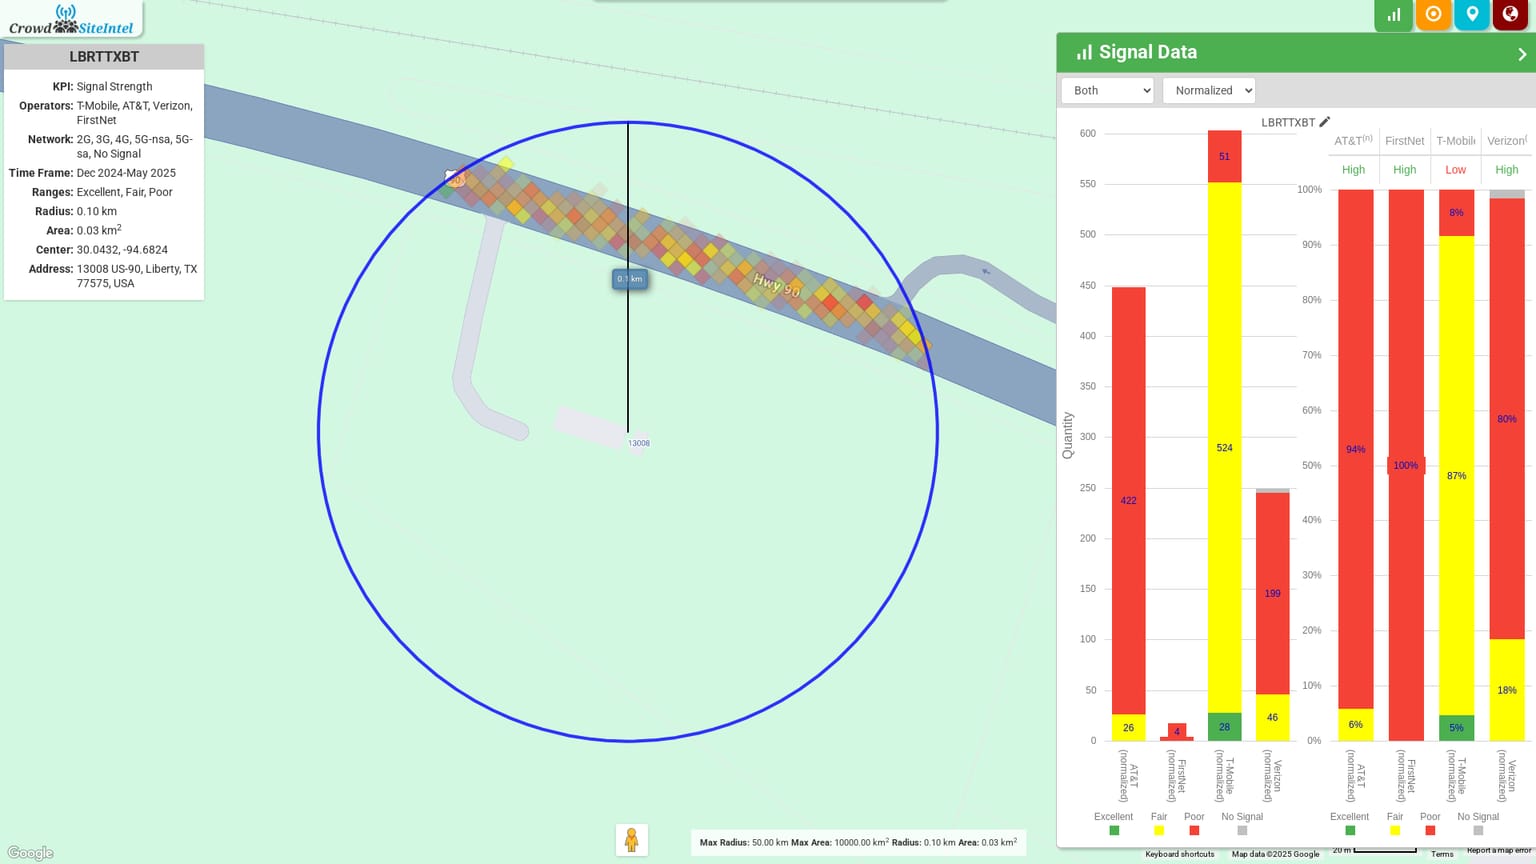 Crowd SiteIntel
LBRTTXBT
KPI: Signal Strength
Operators: T-Mobile, AT&T, Verizon,
FirstNet
Network: 2G, 3G, 4G, 5G-nsa, 5G-
sa, No Signal
Time Frame: Dec 2024-May 2025
Ranges: Excellent, Fair, Poor
Radius: 0.10 km
Area: 0.03 km²
Center: 30.0432, -94.6824
Address: 13008 US-90, Liberty, TX
77575, USA
90
Hwy 90
0.1 km
13008
Signal Data
Both
Normalized
LBRTTXBT
Quantity
600
550
500
450
400
350
300
250
200
150
100
50
0
422
26
4
51
524
28
199
46
AT&T
(normalized)
FirstNet
(normalized)
T-Mobile
(normalized)
Verizon
(normalized)
Excellent
Fair
Poor
No Signal
AT&T(n)
FirstNet
T-Mobile
Verizon(
High
High
Low
High
100%
90%
80%
70%
60%
50%
40%
30%
20%
10%
0%
94%
6%
100%
8%
87%
5%
80%
18%
AT&T
(normalized)
FirstNet
(normalized)
T-Mobile
(normalized)
Verizon
(normalized)
Excellent
Fair
Poor
No Signal
Max Radius: 50.00 km Max Area: 10000.00 km² Radius: 0.10 km Area: 0.03 km²
Google
Keyboard shortcuts
Map data ©2025 Google
20 m
Terms
Report a map error